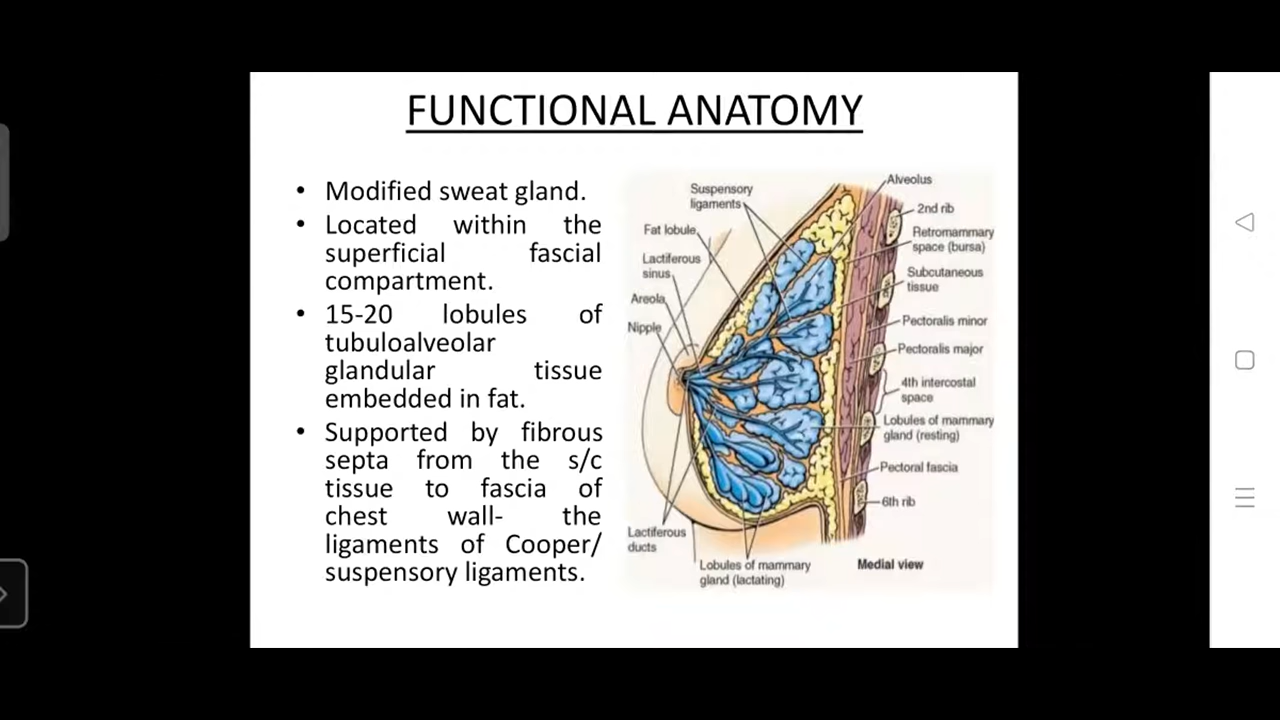 FUNCTIONAL ANATOMY
• Modified sweat gland.
• Located within the
superficial fascial
compartment.
• 15-20 lobules of
tubuloalveolar
glandular tissue
embedded in fat.
• Supported by fibrous
septa from the s/c
tissue to fascia of
chest wall- the
ligaments of Cooper/
suspensory ligaments.
Suspensory
ligaments
Fat lobule
Lactiferous
sinus
Areola
Nipple
Lactiferous
ducts
Lobules of mammary
gland (lactating)
Alveolus
2nd rib
Retromammary
space (bursa)
Subcutaneous
tissue
Pectoralis minor
Pectoralis major
4th intercostal
space
Lobules of mammary
gland (resting)
Pectoral fascia
6th rib
Medial view